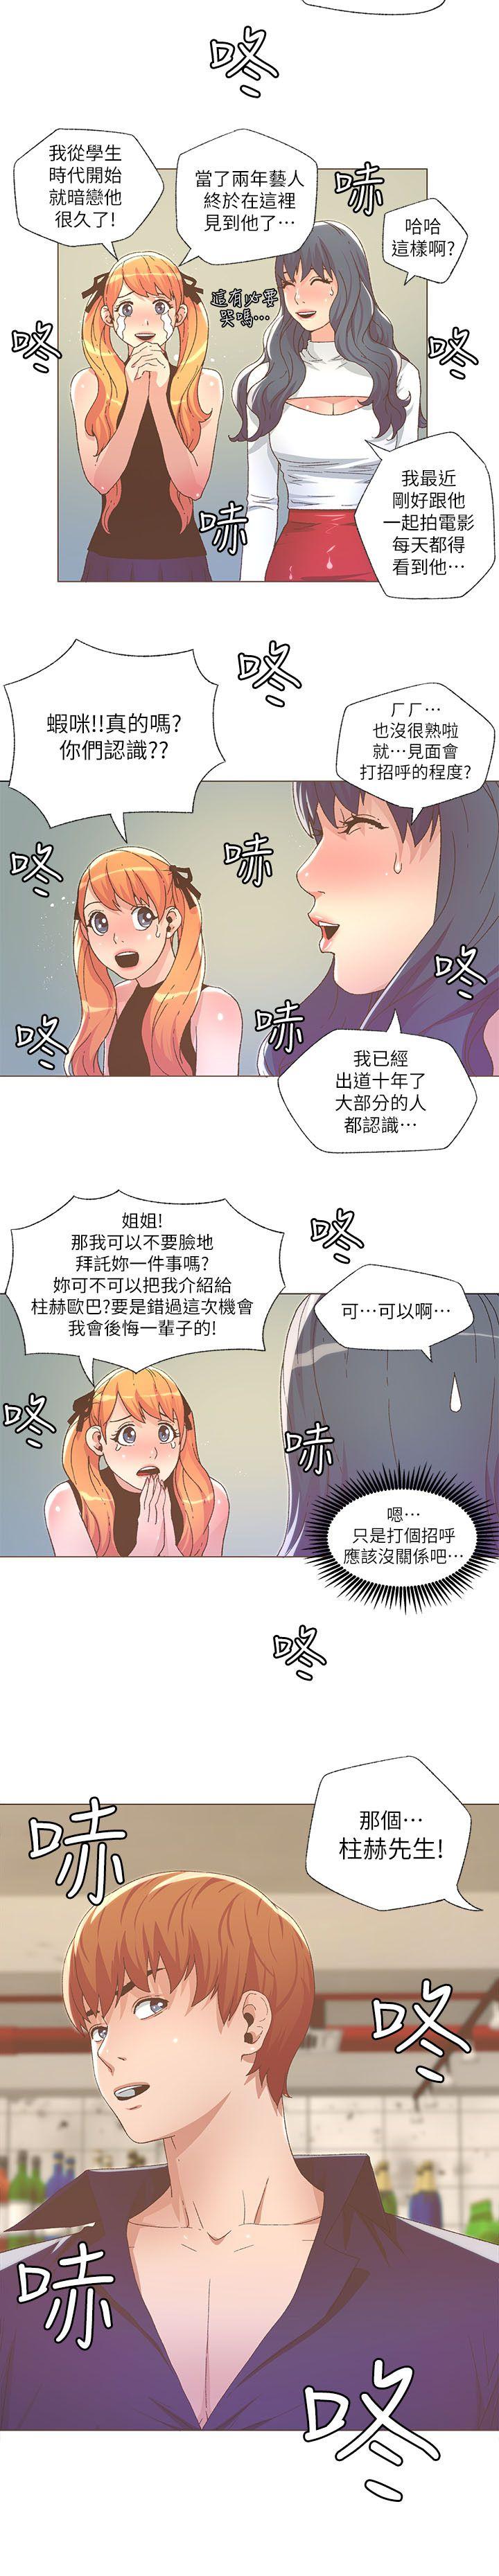 咚
我從學生
時代開始
就暗戀他
很久了!
當了兩年藝人
終於在這裡
見到他了⋯
哧
哈哈
這樣啊?
這有必要
哭嗎⋯
咚
咚
我最近
剛好跟他
一起拍電影
每天都得
看到他⋯
哧
咚
蝦咪!!真的嗎?
你們認識??
ㄏㄏ⋯
也沒很熟啦
就⋯見面會
打招呼的程度?
咚
哧
咚
咚
哧
我已經
出道十年了
大部分的人
都認識⋯
姐姐!
那我可以不要臉地
拜託妳一件事嗎?
妳可不可以把我介紹給
柱赫歐巴?要是錯過這次機會
我會後悔一輩子的!
咚
可⋯可以啊⋯
咚
哧
嗯⋯
只是打個招呼
應該沒關係吧⋯
咚
那個⋯
柱赫先生!
哧
咚
哧
咚